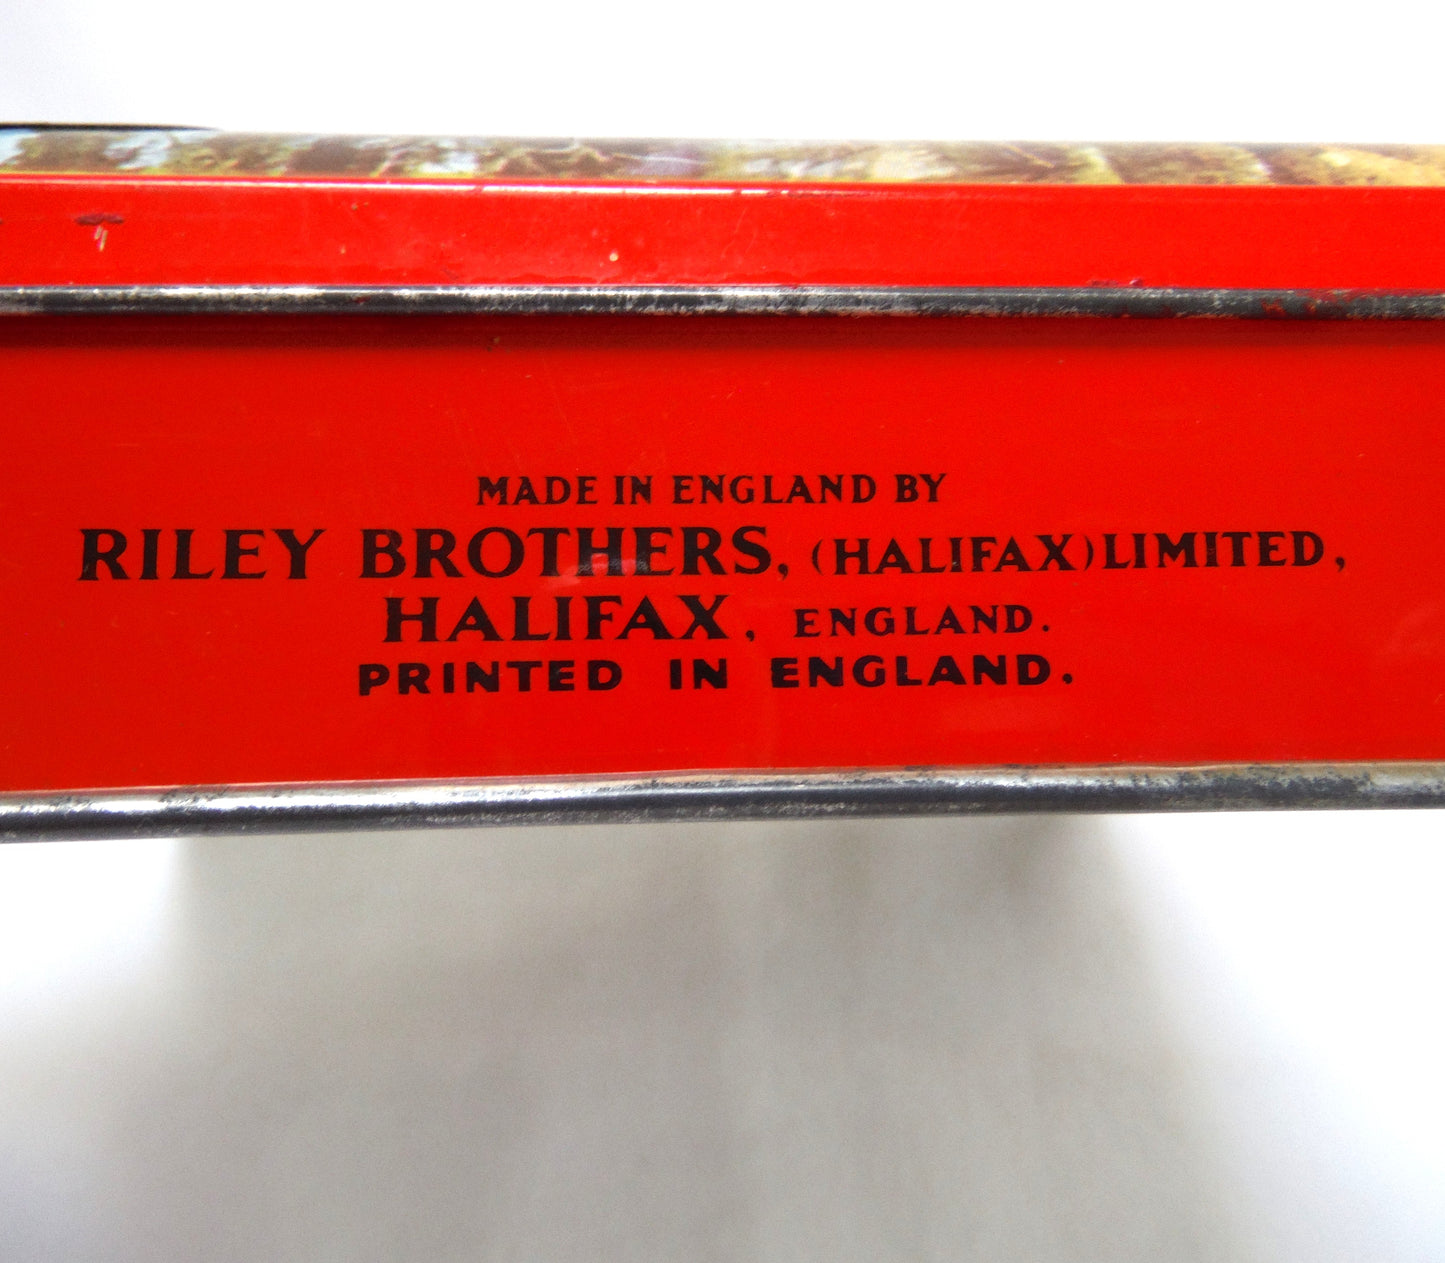 MADE IN ENGLAND BY
RILEY BROTHERS, (HALIFAX) LIMITED,
HALIFAX, ENGLAND.
PRINTED IN ENGLAND.